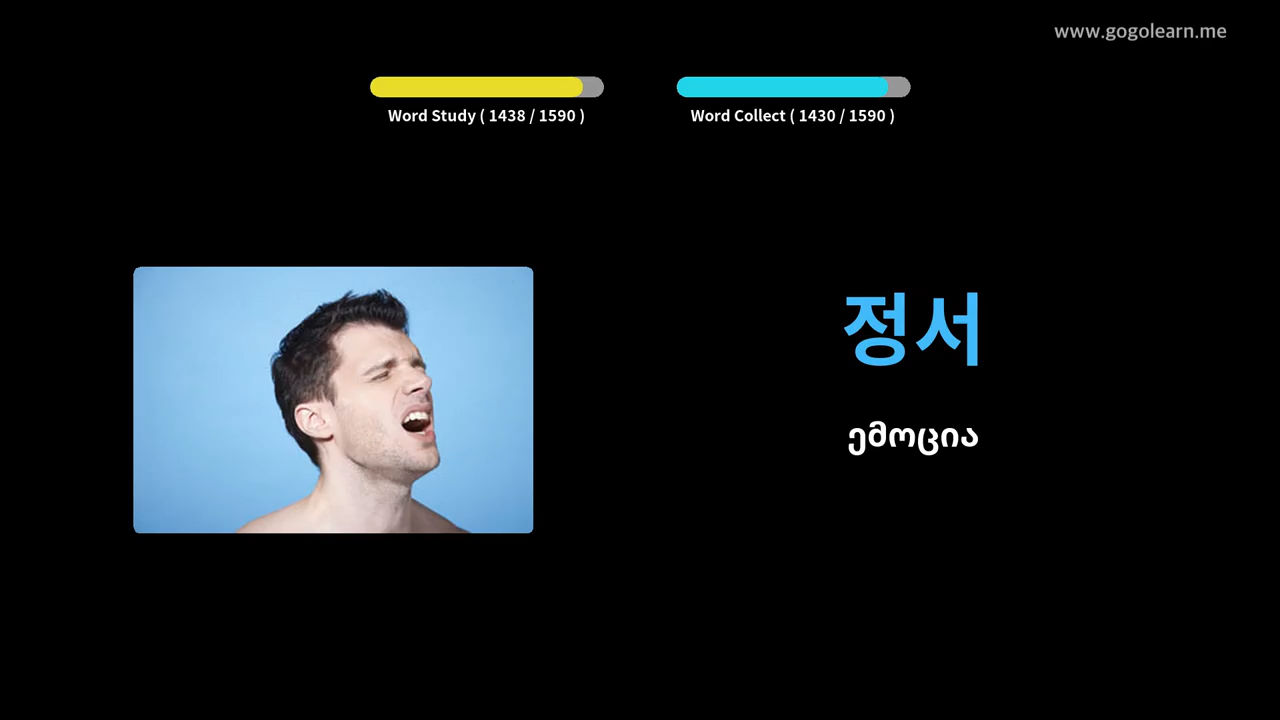 www.gogolearn.me
Word Study ( 1438 / 1590 )
Word Collect ( 1430 / 1590 )
정서
ემოცია